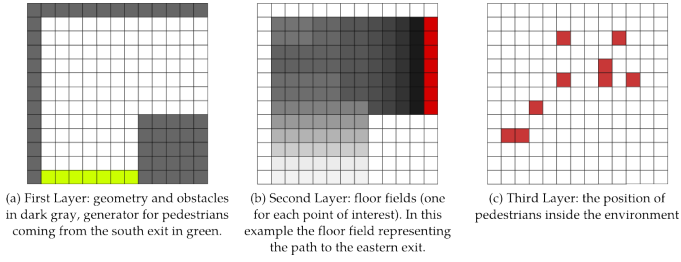 (a) First Layer: geometry and obstacles
in dark gray, generator for pedestrians
coming from the south exit in green.
(b) Second Layer: floor fields (one
for each point of interest). In this
example the floor field representing
the path to the eastern exit.
(c) Third Layer: the position of
pedestrians inside the environment